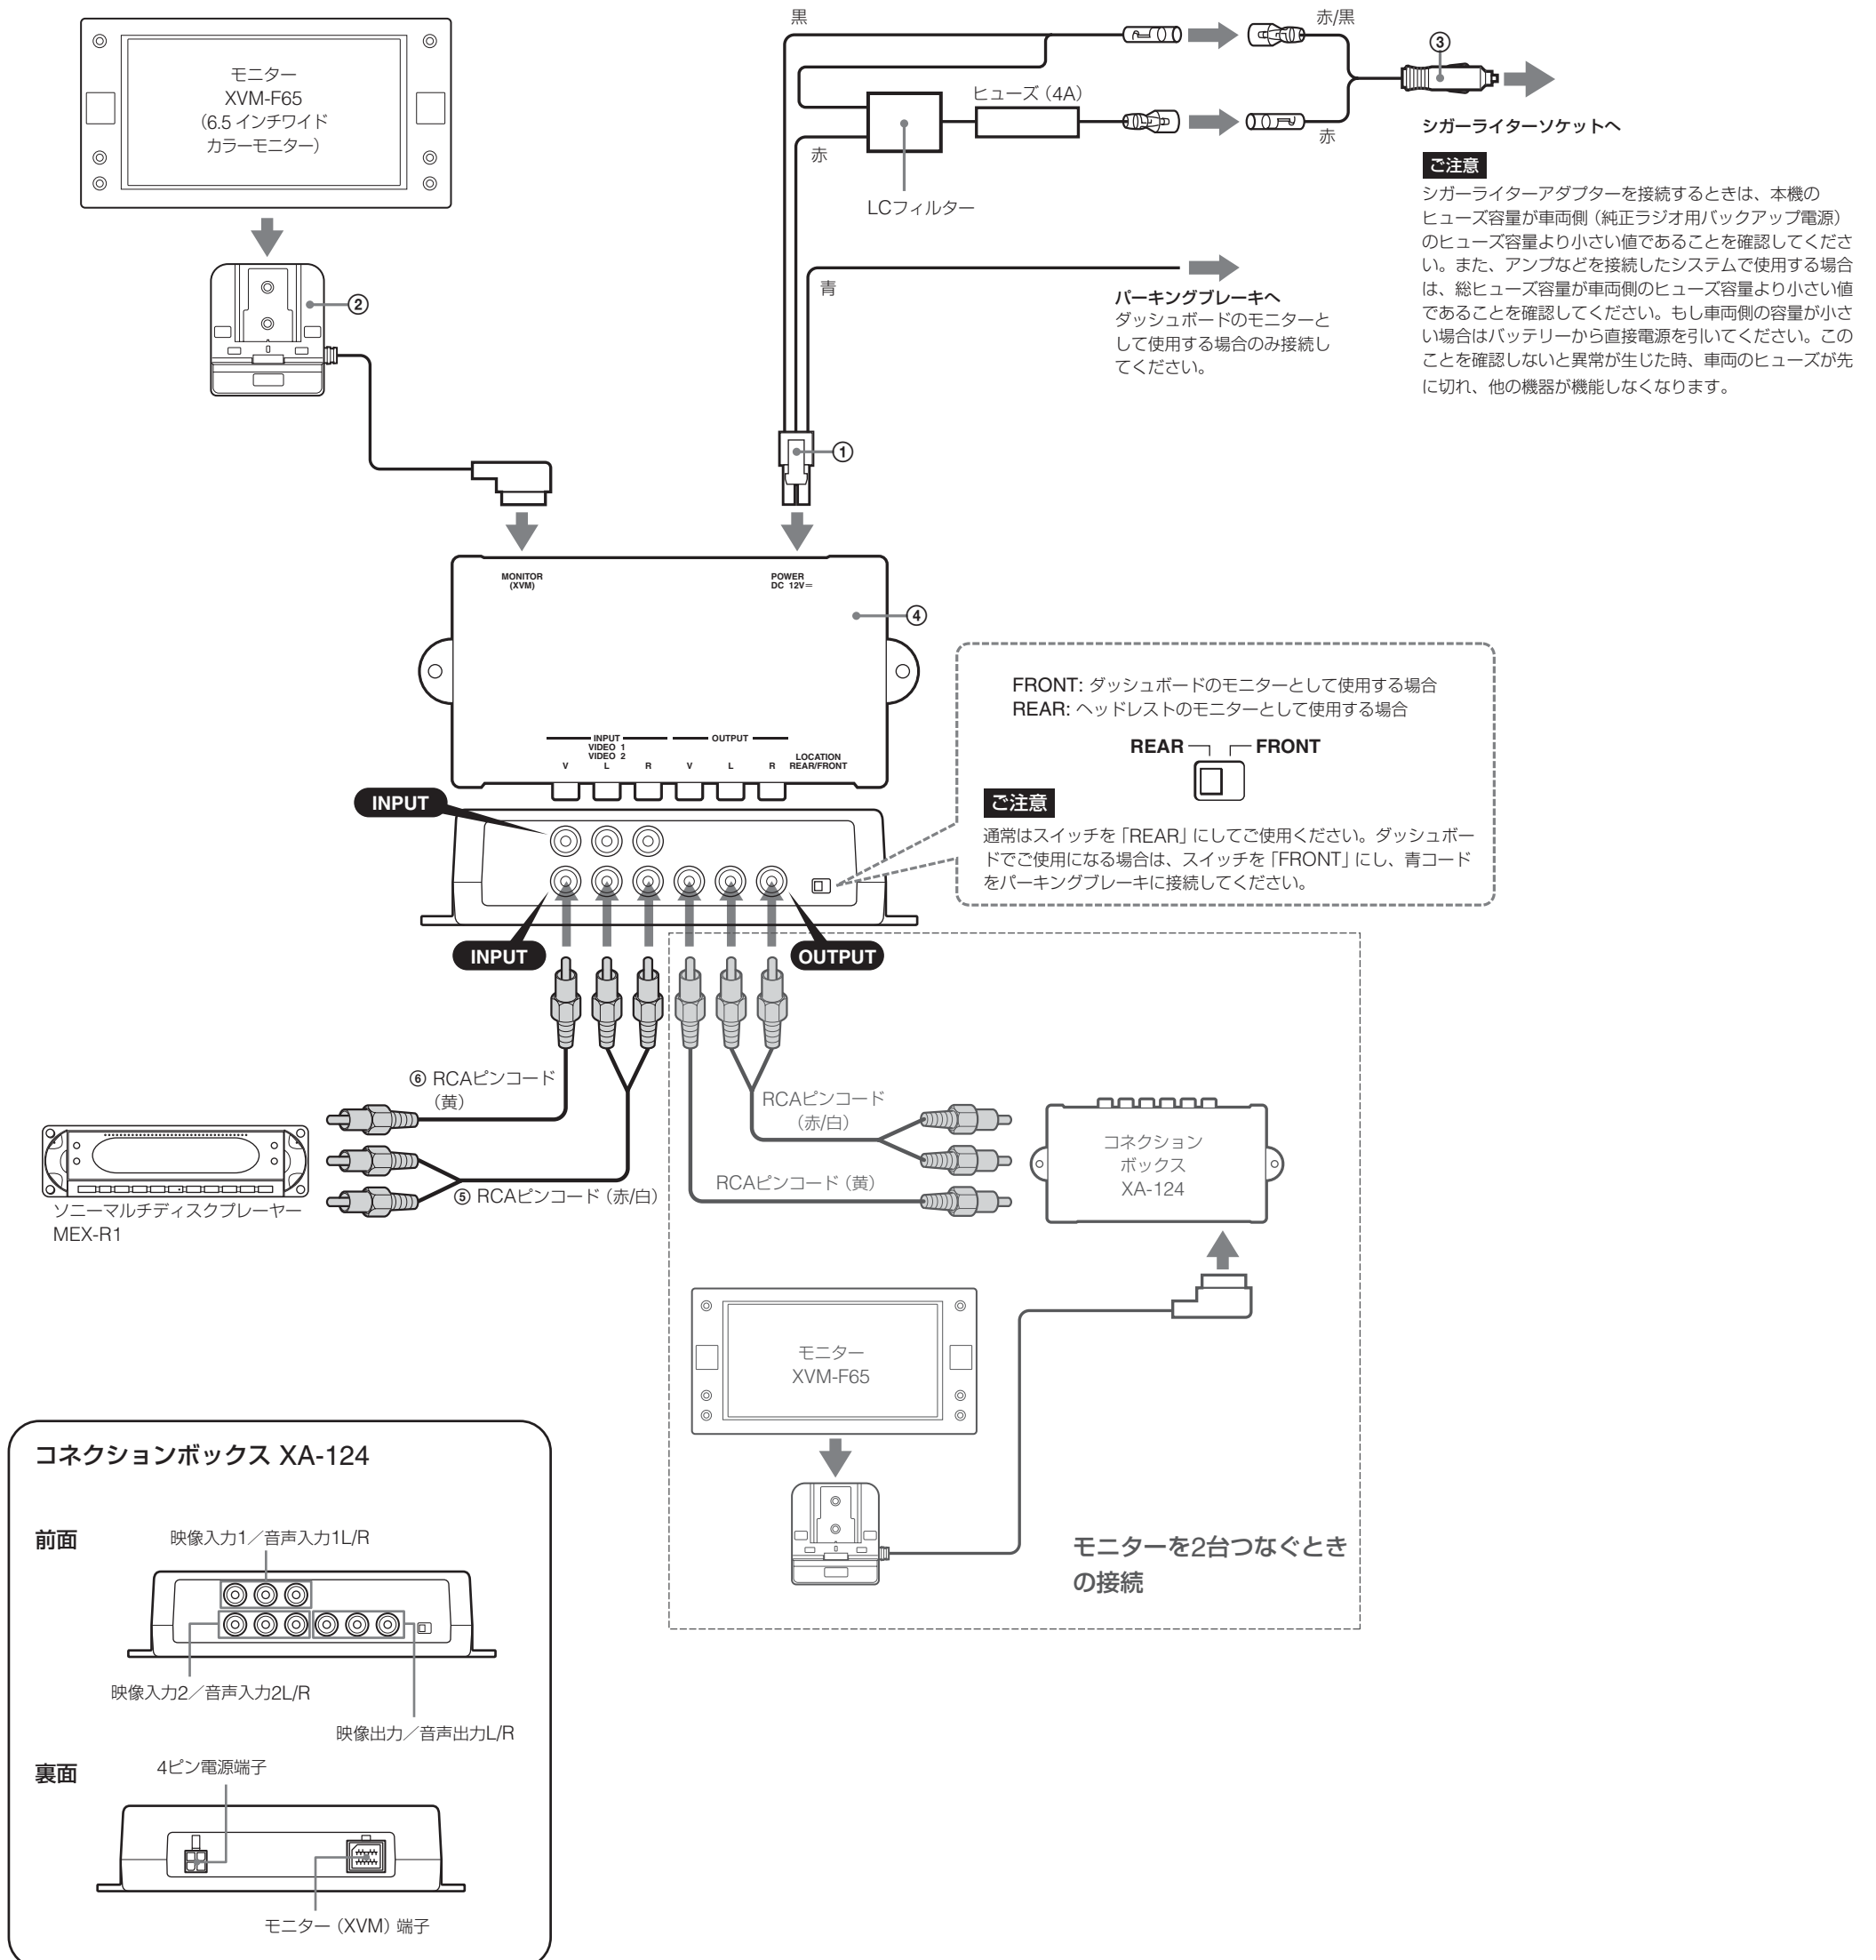 モニター
XVM-F65
(6.5 インチワイド
カラーモニター)
②
黒
赤/黒
③
ヒューズ (4A)
赤
赤
LCフィルター
シガーライターソケットへ
ご注意
シガーライターアダプターを接続するときは、本機の
ヒューズ容量が車両側 (純正ラジオ用バックアップ電源)
のヒューズ容量より小さい値であることを確認してくださ
い。また、アンプなどを接続したシステムで使用する場合
は、総ヒューズ容量が車両側のヒューズ容量より小さい値
であることを確認してください。もし車両側の容量が小さ
い場合はバッテリーから直接電源を引いてください。この
ことを確認しないと異常が生じた時、車両のヒューズが先
に切れ、他の機器が機能しなくなります。
青
パーキングブレーキへ
ダッシュボードのモニターと
して使用する場合のみ接続し
てください。
①
MONITOR
(XVM)
POWER
DC 12V⎓
④
INPUT
VIDEO 1
VIDEO 2
OUTPUT
LOCATION
REAR/FRONT
V L R V L R
FRONT: ダッシュボードのモニターとして使用する場合
REAR: ヘッドレストのモニターとして使用する場合
REAR FRONT
ご注意
通常はスイッチを「REAR」にしてご使用ください。ダッシュボー
ドでご使用になる場合は、スイッチを「FRONT」にし、青コード
をパーキングブレーキに接続してください。
INPUT
INPUT
OUTPUT
⑥ RCAピンコード
(黄)
⑤ RCAピンコード (赤/白)
ソニーマルチディスクプレーヤー
MEX-R1
RCAピンコード
(赤/白)
RCAピンコード (黄)
コネクション
ボックス
XA-124
モニター
XVM-F65
モニターを2台つなぐとき
の接続
コネクションボックス XA-124
前面
映像入力1/音声入力1L/R
映像入力2/音声入力2L/R
映像出力/音声出力L/R
裏面
4ピン電源端子
モニター (XVM) 端子